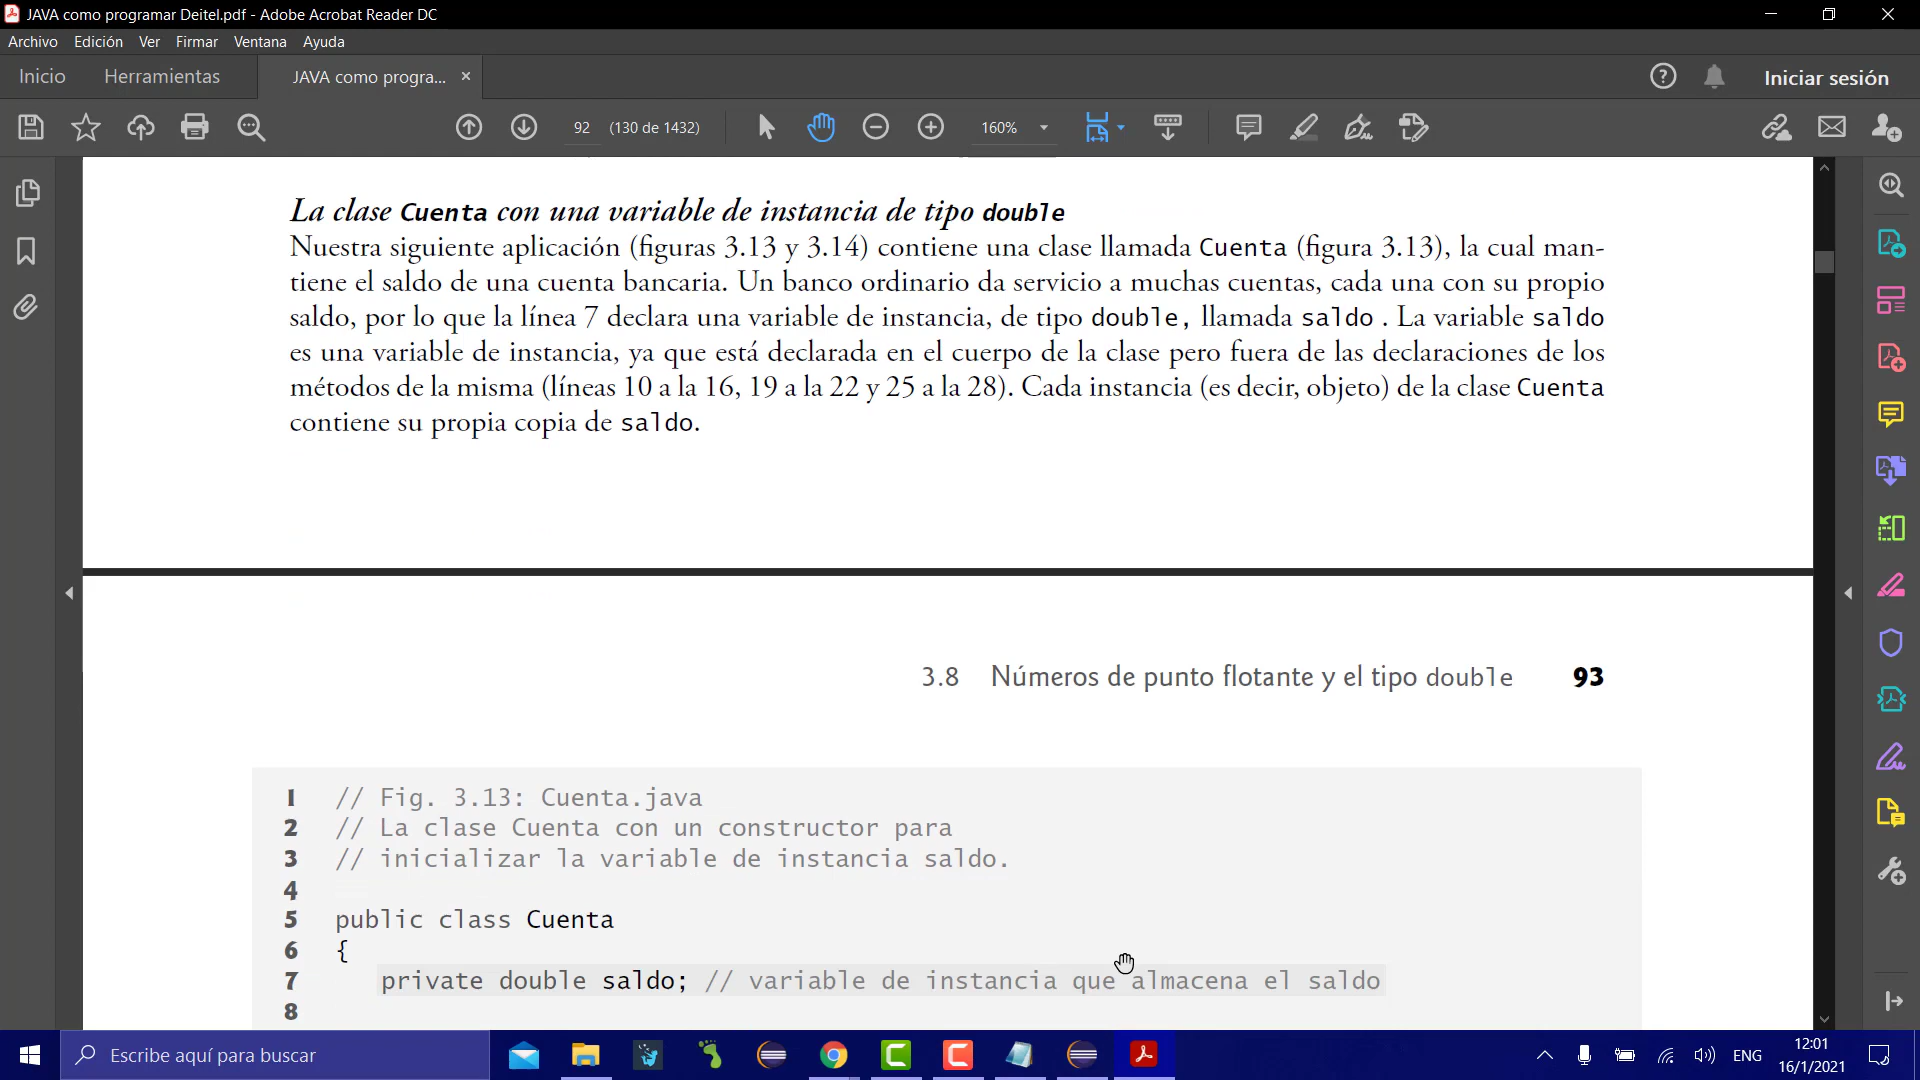 JAVA como programar Deitel.pdf - Adobe Acrobat Reader DC
Archivo Edición Ver Firmar Ventana Ayuda
Inicio Herramientas JAVA como progra... × Iniciar sesión
92 (130 de 1432) 160%
La clase Cuenta con una variable de instancia de tipo double
Nuestra siguiente aplicación (figuras 3.13 y 3.14) contiene una clase llamada Cuenta (figura 3.13), la cual man-
tiene el saldo de una cuenta bancaria. Un banco ordinario da servicio a muchas cuentas, cada una con su propio
saldo, por lo que la línea 7 declara una variable de instancia, de tipo double, llamada saldo . La variable saldo
es una variable de instancia, ya que está declarada en el cuerpo de la clase pero fuera de las declaraciones de los
métodos de la misma (líneas 10 a la 16, 19 a la 22 y 25 a la 28). Cada instancia (es decir, objeto) de la clase Cuenta
contiene su propia copia de saldo.
3.8 Números de punto flotante y el tipo double 93
1 // Fig. 3.13: Cuenta.java
2 // La clase Cuenta con un constructor para
3 // inicializar la variable de instancia saldo.
4
5 public class Cuenta
6 {
7 private double saldo; // variable de instancia que almacena el saldo
8
Escribe aquí para buscar
ENG
12:01
16/1/2021